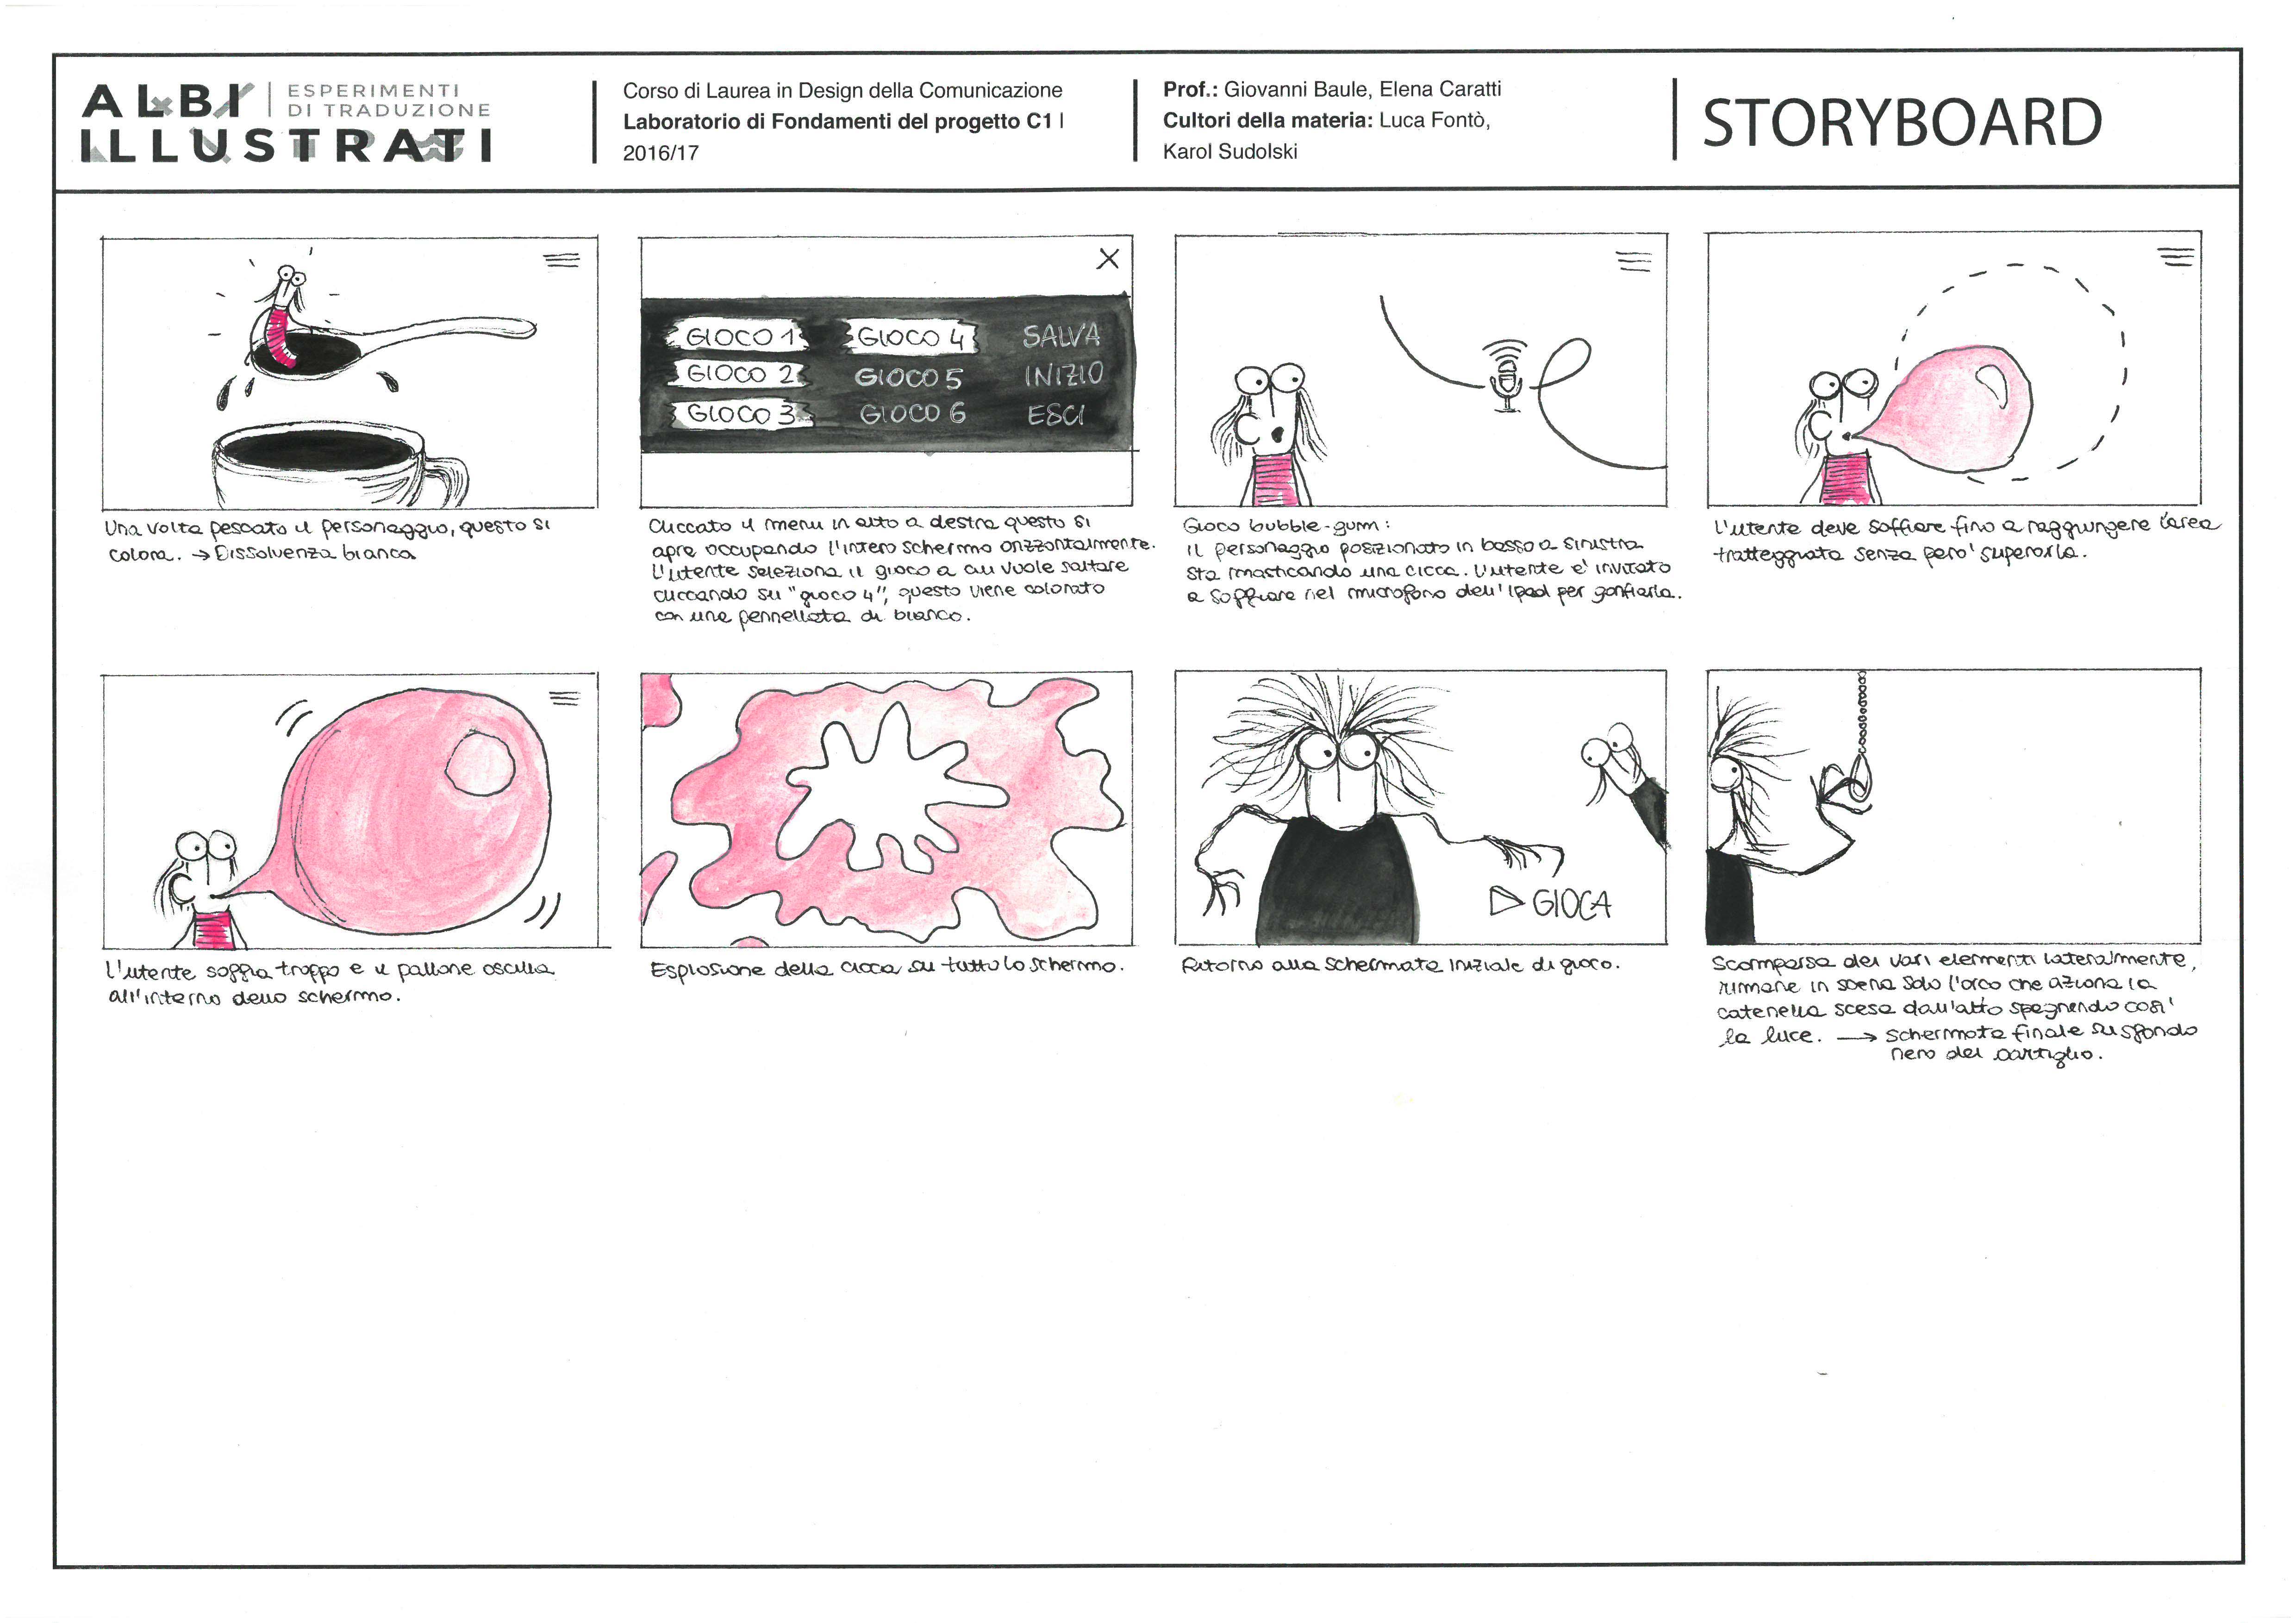 ALBI
ILLUSTRATI
ESPERIMENTI
DI TRADUZIONE
Corso di Laurea in Design della Comunicazione
Laboratorio di Fondamenti del progetto C1 |
2016/17
Prof.: Giovanni Baule, Elena Caratti
Cultori della materia: Luca Fontò,
Karol Sudolski
STORYBOARD
Una volta pescato il personaggio, questo si
colora. → Dissolvenza bianca
X
GIOCO 1 GIOCO 4 SALVA
GIOCO 2 GIOCO 5 INIZIO
GIOCO 3 GIOCO 6 ESCI
Cliccato il menu in alto a destra questo si
apre occupando l'intero schermo orizzontalmente.
L'utente seleziona il gioco a cui vuole saltare
cliccando su "gioco 4", questo viene colorato
con una pennellata di bianco.
Gioco bubble-gum:
il personaggio posizionato in basso a sinistra
sta masticando una cicca. L'utente e' invitato
a soffiare nel microfono dell'Ipad per gonfiarla.
L'utente deve soffiare fino a raggiungere l'area
tratteggiata senza pero' superarla.
L'utente soffia troppo e il pallone oscilla
all'interno dello schermo.
Esplosione della cicca su tutto lo schermo.
GIOCA
Ritorno alla schermata iniziale di gioco.
Scomparsa dei vari elementi lateralmente,
rimane in scena solo l'orco che aziona la
catenella scesa dall'alto spegnendo cosi'
la luce. → schermata finale su sfondo
nero del cartiglio.